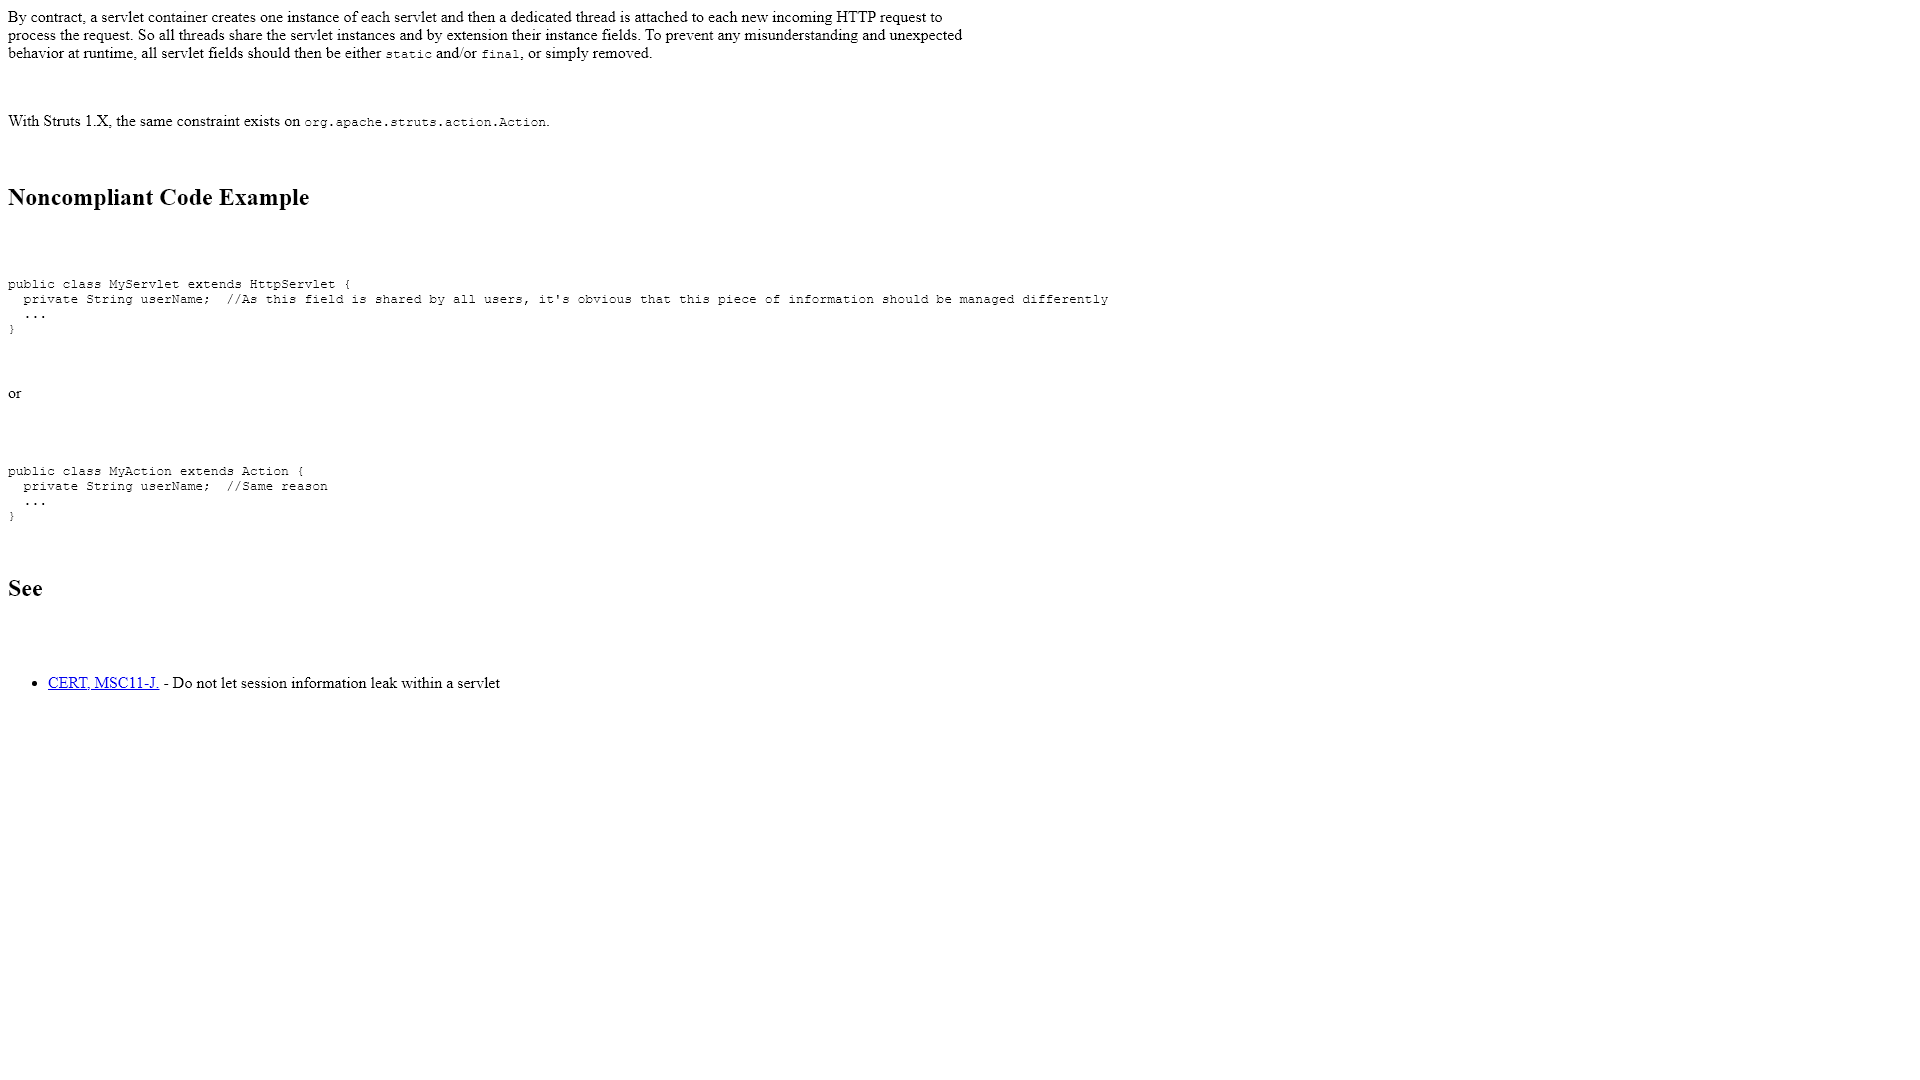 By contract, a servlet container creates one instance of each servlet and then a dedicated thread is attached to each new incoming HTTP request to
process the request. So all threads share the servlet instances and by extension their instance fields. To prevent any misunderstanding and unexpected
behavior at runtime, all servlet fields should then be either static and/or final, or simply removed.
With Struts 1.X, the same constraint exists on org.apache.struts.action.Action.
Noncompliant Code Example
public class MyServlet extends HttpServlet {
  private String userName;  //As this field is shared by all users, it's obvious that this piece of information should be managed differently
  ...
}
or
public class MyAction extends Action {
  private String userName;  //Same reason
  ...
}
See
• CERT, MSC11-J. - Do not let session information leak within a servlet